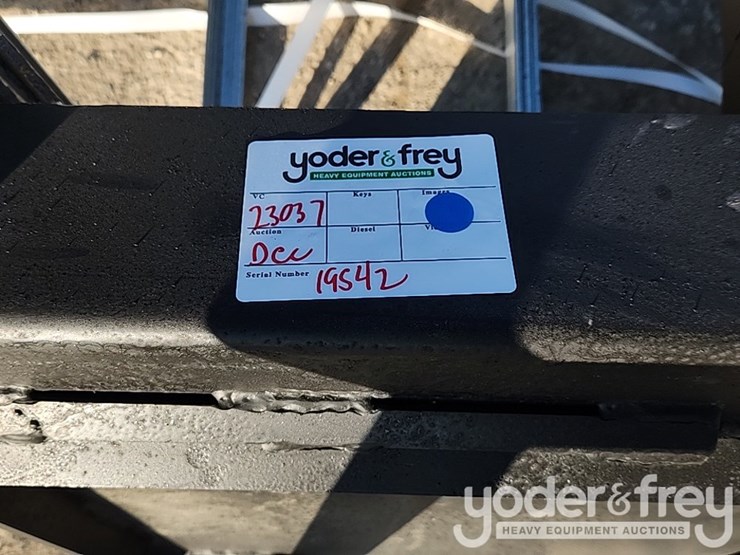 yoder & frey
HEAVY EQUIPMENT AUCTIONS
VC Keys Images
23037
Auction Diesel
Dec
Serial Number 19542
yoder & frey
HEAVY EQUIPMENT AUCTIONS